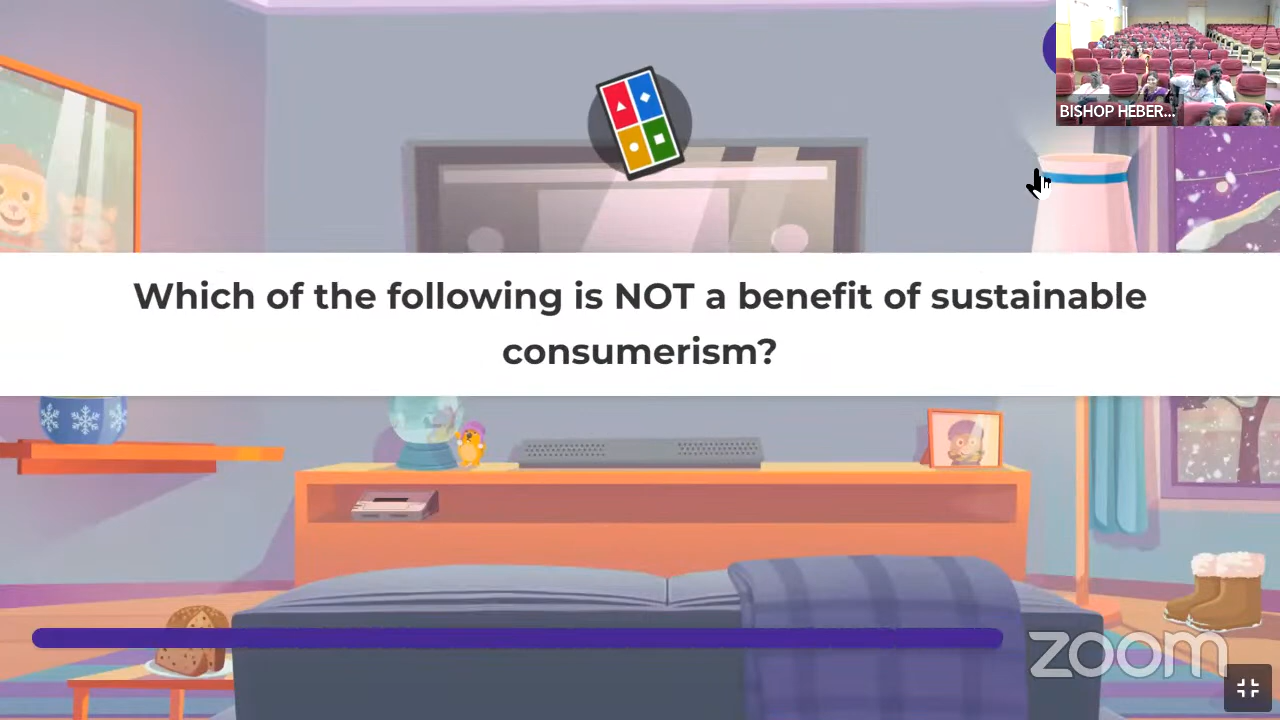 BISHOP HEBER...
Which of the following is NOT a benefit of sustainable
consumerism?
zoom